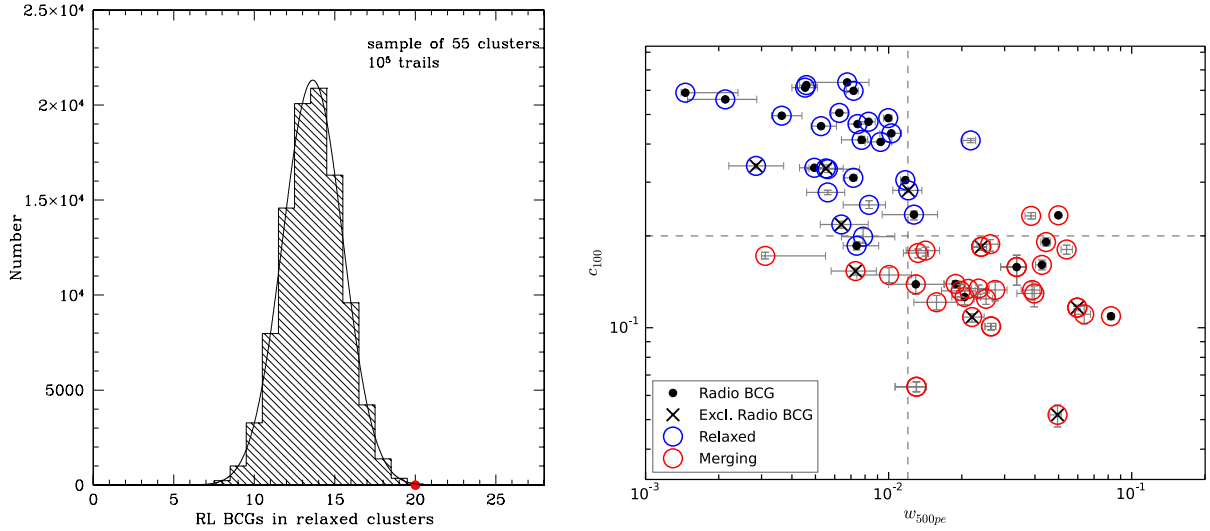 2.5×10⁴
2×10⁴
1.5×10⁴
10⁴
5000
0
Number
sample of 55 clusters
10⁵ trails
0 5 10 15 20 25
RL BCGs in relaxed clusters
c₁₀₀
10⁻¹
Radio BCG
Excl. Radio BCG
Relaxed
Merging
10⁻³ 10⁻² 10⁻¹
w₅₀₀ₚₑ